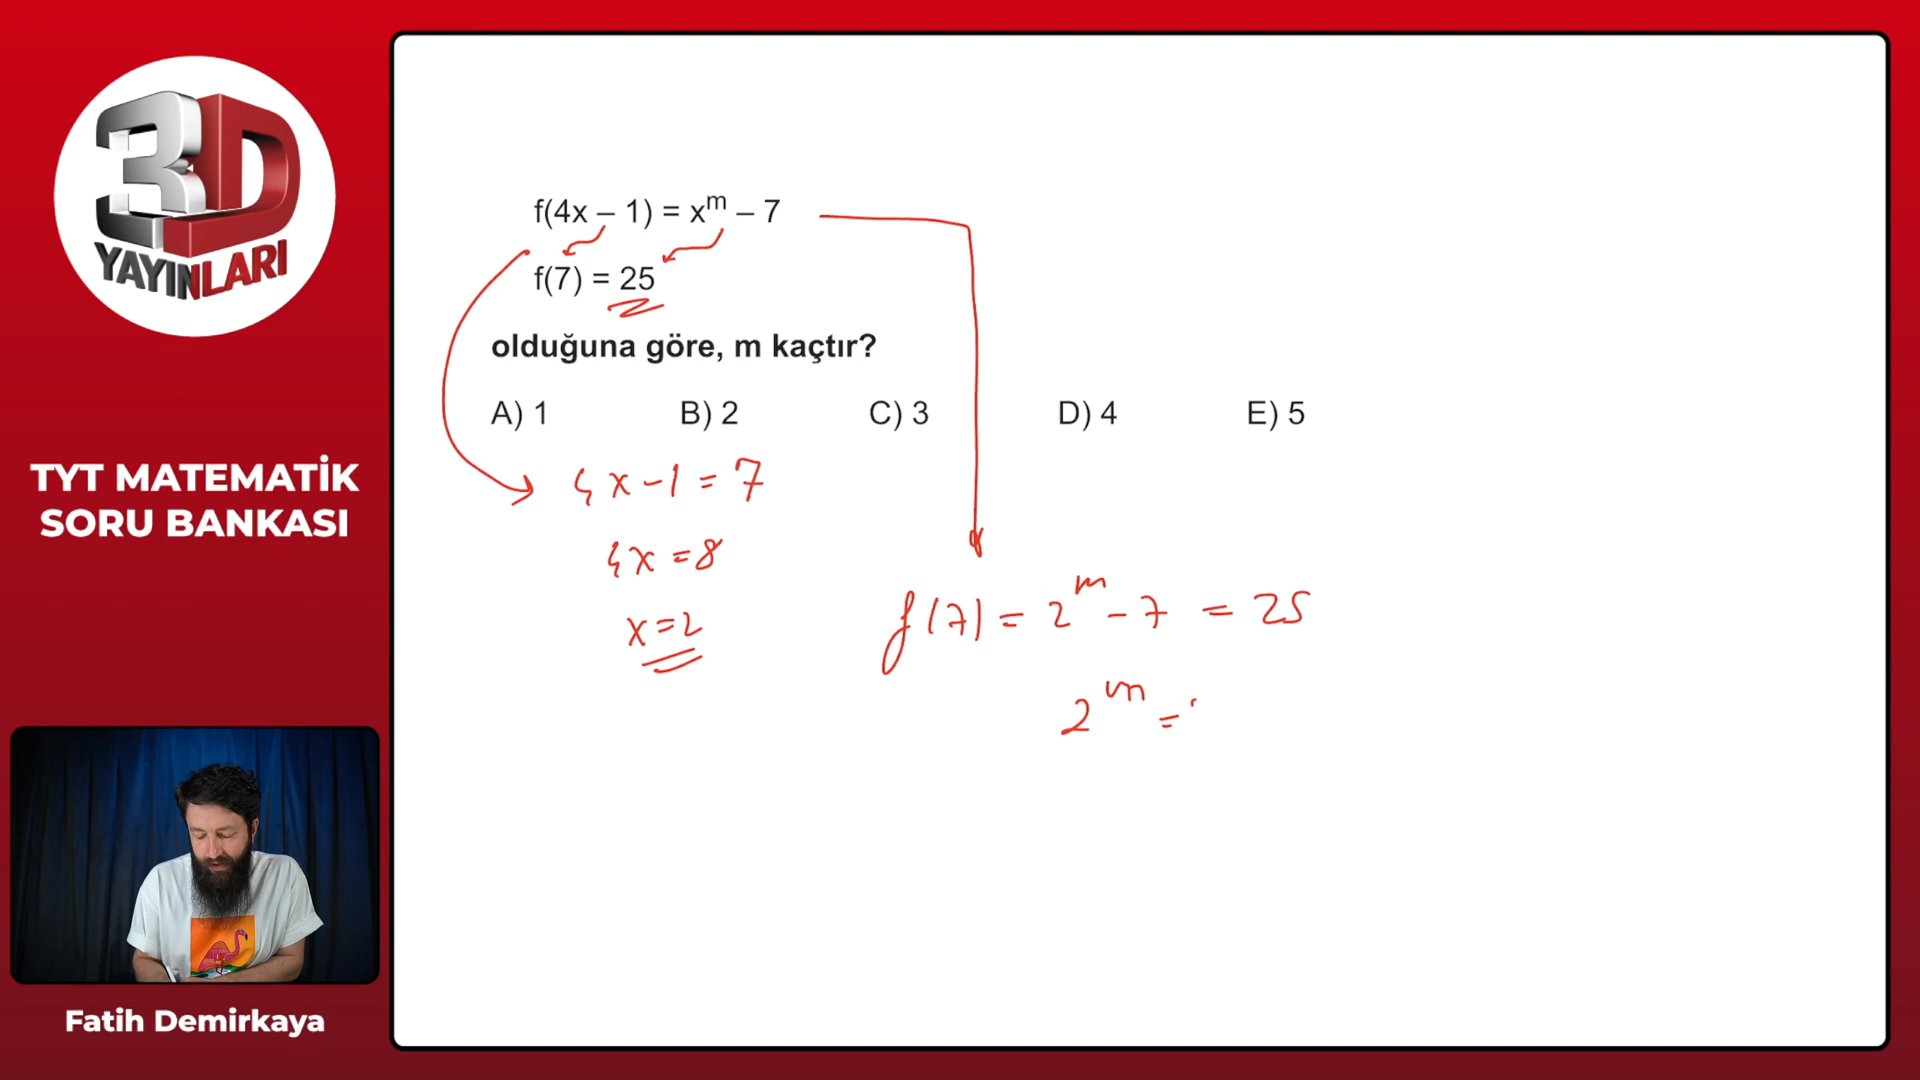 3D
YAYINLARI
TYT MATEMATİK
SORU BANKASI
Fatih Demirkaya
f(4x – 1) = x^m – 7
f(7) = 25
olduğuna göre, m kaçtır?
A) 1 B) 2 C) 3 D) 4 E) 5
4x-1=7
4x=8
x=2
f(7) = 2^m - 7 = 25
2^m =